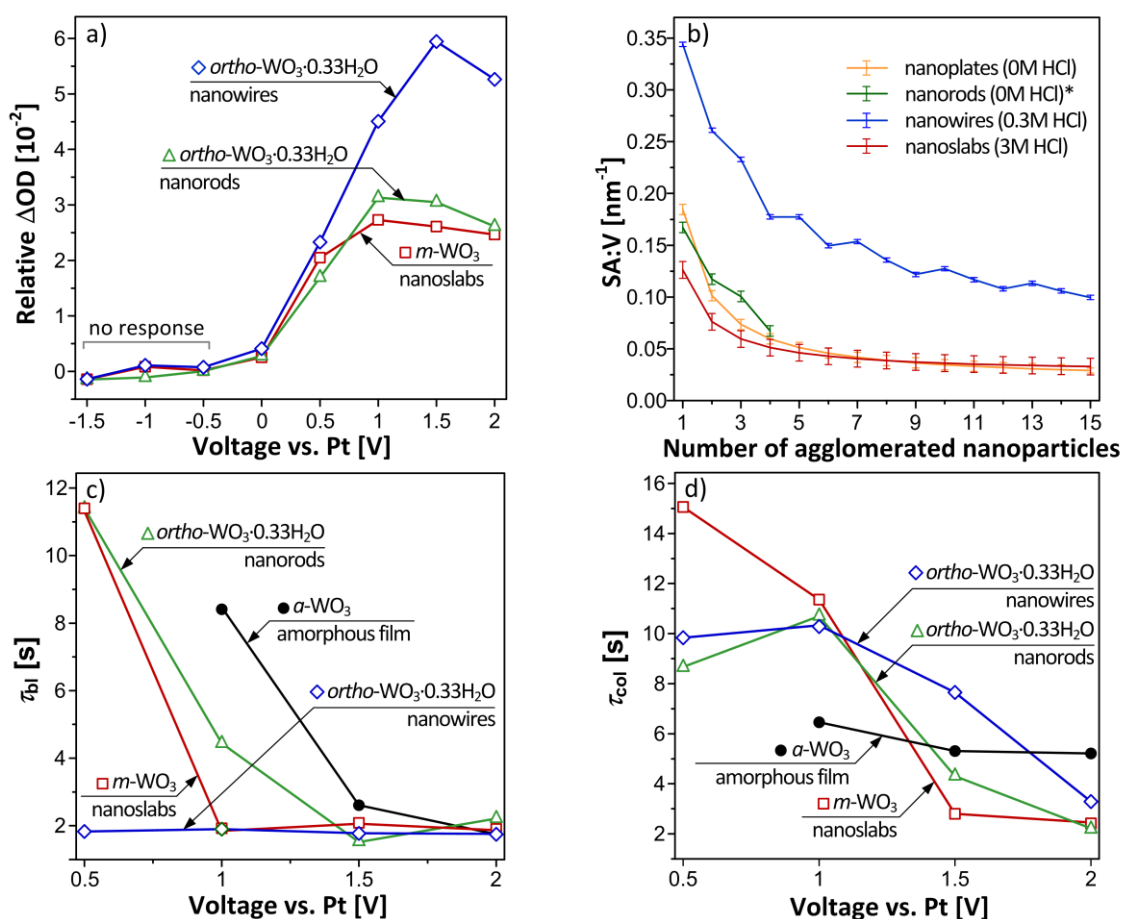 a)
Relative ΔOD [10⁻²]
6
5
4
3
2
1
0
ortho-WO₃·0.33H₂O
nanowires
ortho-WO₃·0.33H₂O
nanorods
m-WO₃
nanoslabs
no response
-1.5 -1 -0.5 0 0.5 1 1.5 2
Voltage vs. Pt [V]
b)
SA:V [nm⁻¹]
0.35
0.30
0.25
0.20
0.15
0.10
0.05
0.00
nanoplates (0M HCl)
nanorods (0M HCl)*
nanowires (0.3M HCl)
nanoslabs (3M HCl)
1 3 5 7 9 11 13 15
Number of agglomerated nanoparticles
c)
τbl [s]
12
10
8
6
4
2
ortho-WO₃·0.33H₂O
nanorods
a-WO₃
amorphous film
ortho-WO₃·0.33H₂O
nanowires
m-WO₃
nanoslabs
0.5 1 1.5 2
Voltage vs. Pt [V]
d)
τcol [s]
16
14
12
10
8
6
4
2
ortho-WO₃·0.33H₂O
nanowires
ortho-WO₃·0.33H₂O
nanorods
a-WO₃
amorphous film
m-WO₃
nanoslabs
0.5 1 1.5 2
Voltage vs. Pt [V]